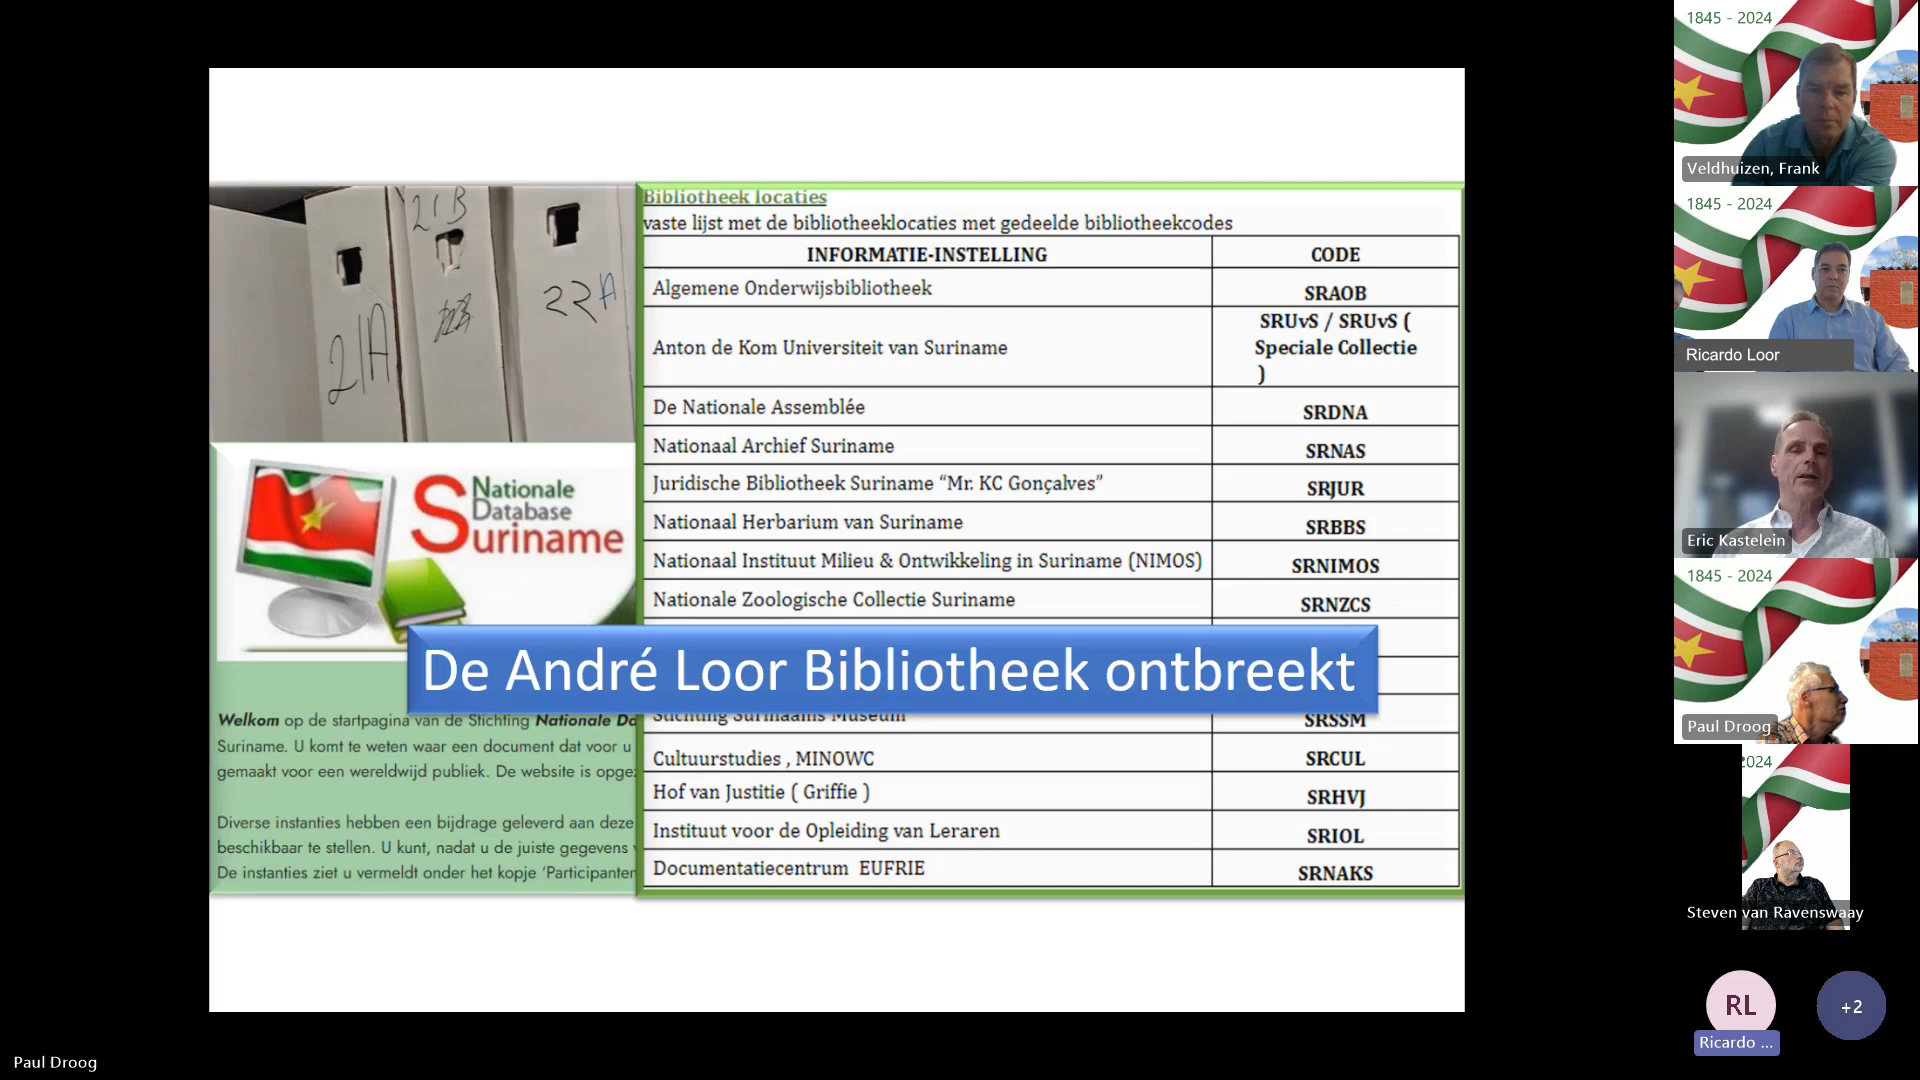 21A
21B
22A
Nationale
Database
Suriname
Welkom op de startpagina van de Stichting Nationale Da
Suriname. U komt te weten waar een document dat voor u
gemaakt voor een wereldwijd publiek. De website is opge
Diverse instanties hebben een bijdrage geleverd aan deze
beschikbaar te stellen. U kunt, nadat u de juiste gegevens
De instanties ziet u vermeldt onder het kopje ‘Participanten
Bibliotheek locaties
vaste lijst met de bibliotheeklocaties met gedeelde bibliotheekcodes
INFORMATIE-INSTELLING CODE
Algemene Onderwijsbibliotheek SRAOB
Anton de Kom Universiteit van Suriname SRUvS / SRUvS (
Speciale Collectie
)
De Nationale Assemblée SRDNA
Nationaal Archief Suriname SRNAS
Juridische Bibliotheek Suriname “Mr. KC Gonçalves” SRJUR
Nationaal Herbarium van Suriname SRBBS
Nationaal Instituut Milieu & Ontwikkeling in Suriname (NIMOS) SRNIMOS
Nationale Zoologische Collectie Suriname SRNZCS
De André Loor Bibliotheek ontbreekt
Stichting Surinaams Museum SRSSM
Cultuurstudies , MINOWC SRCUL
Hof van Justitie ( Griffie ) SRHVJ
Instituut voor de Opleiding van Leraren SRIOL
Documentatiecentrum EUFRIE SRNAKS
1845 - 2024
Veldhuizen, Frank
1845 - 2024
Ricardo Loor
Eric Kastelein
1845 - 2024
Paul Droog
2024
Steven van Ravenswaay
RL
+2
Ricardo ...
Paul Droog